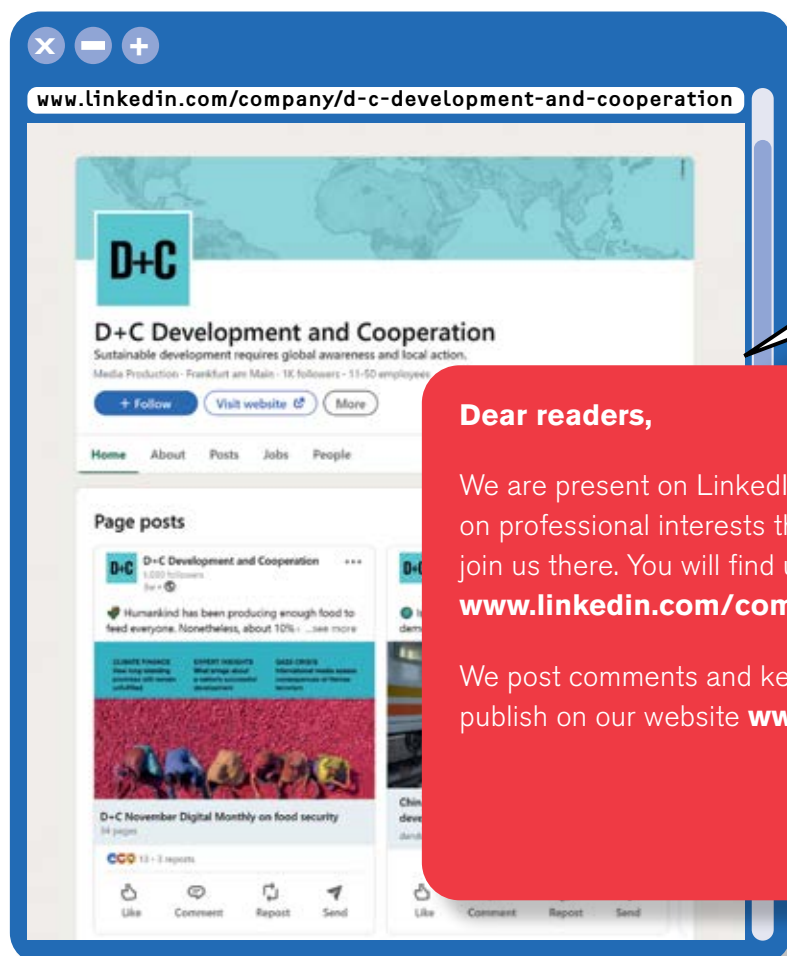 www.linkedin.com/company/d-c-development-and-cooperation
D+C
D+C Development and Cooperation
Sustainable development requires global awareness and local action.
Media Production · Frankfurt am Main · 1K followers · 11-50 employees
+ Follow
Visit website
More
Home About Posts Jobs People
Page posts
D+C
D+C Development and Cooperation
Humankind has been producing enough food to
feed everyone. Nonetheless, about 10% ...see more
CLIMATE FINANCE
EXPERT INSIGHTS
GAZA CRISIS
D+C November Digital Monthly on food security
34 pages
13 · 3 reposts
Like Comment Repost Send
Like Comment Repost Send
Dear readers,
We are present on LinkedI
on professional interests th
join us there. You will find u
www.linkedin.com/com
We post comments and ke
publish on our website ww